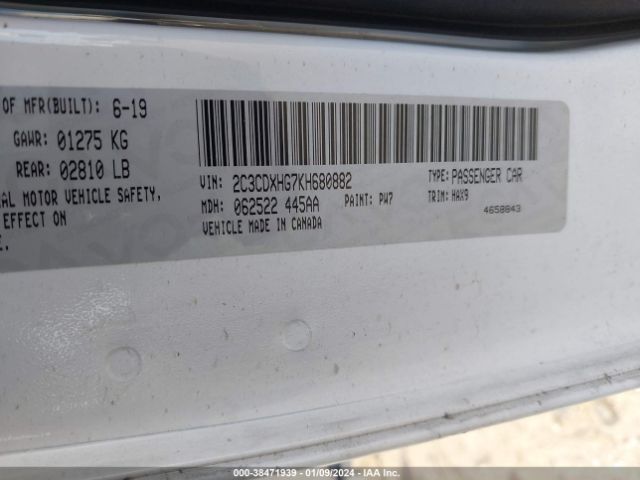 OF MFR(BUILT): 6-19
GAWR: 01275 KG
REAR: 02810 LB
MOTOR VEHICLE SAFETY,
EFFECT ON
VIN: 2C3CDXHG7KH680882
TYPE: PASSENGER CAR
MDH: 062522 445AA
PAINT: PW7
TRIM: HAX9
VEHICLE MADE IN CANADA
4658843
000-38471939 - 01/09/2024 - IAA Inc.